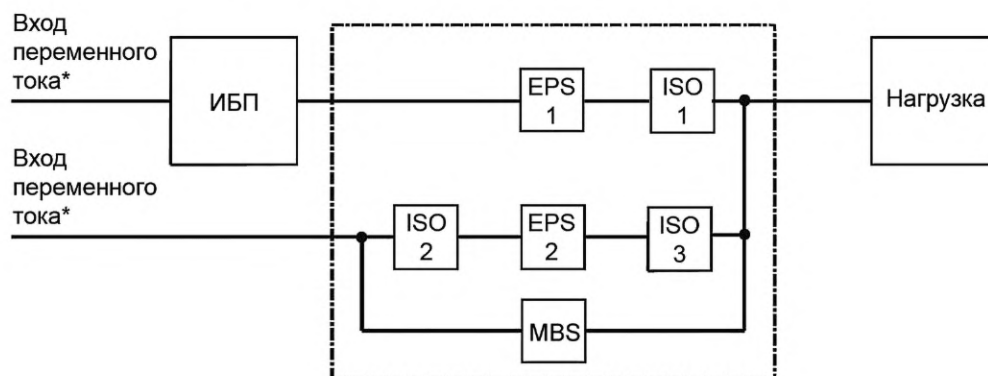 Вход
переменного
тока*
ИБП
EPS
1
ISO
1
Нагрузка
Вход
переменного
тока*
ISO
2
EPS
2
ISO
3
MBS